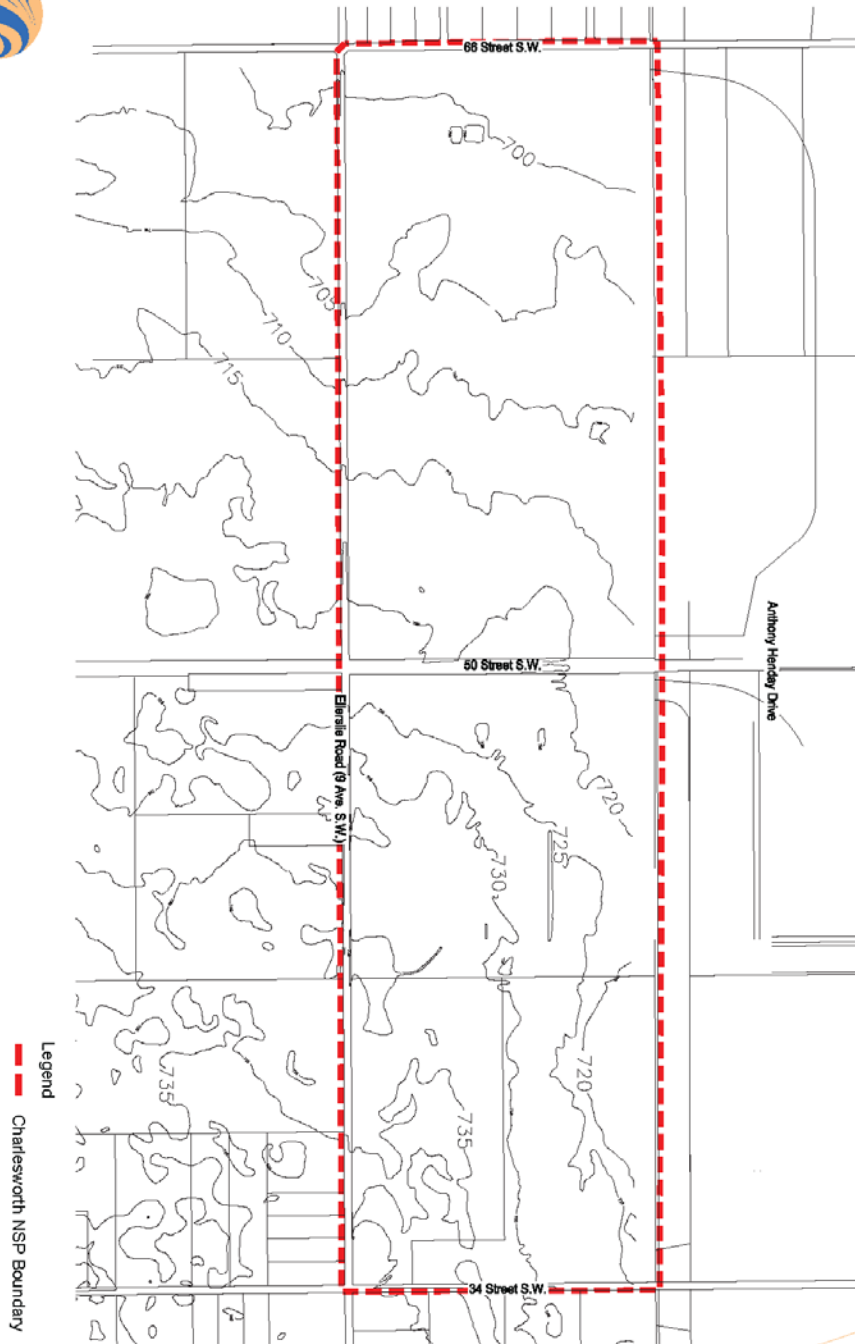 66 Street S.W.
700
705
710
715
Anthony Henday Drive
50 Street S.W.
Ellerslie Road (9 Ave. S.W.)
720
725
730
720
735
735
34 Street S.W.
Legend
Charlesworth NSP Boundary